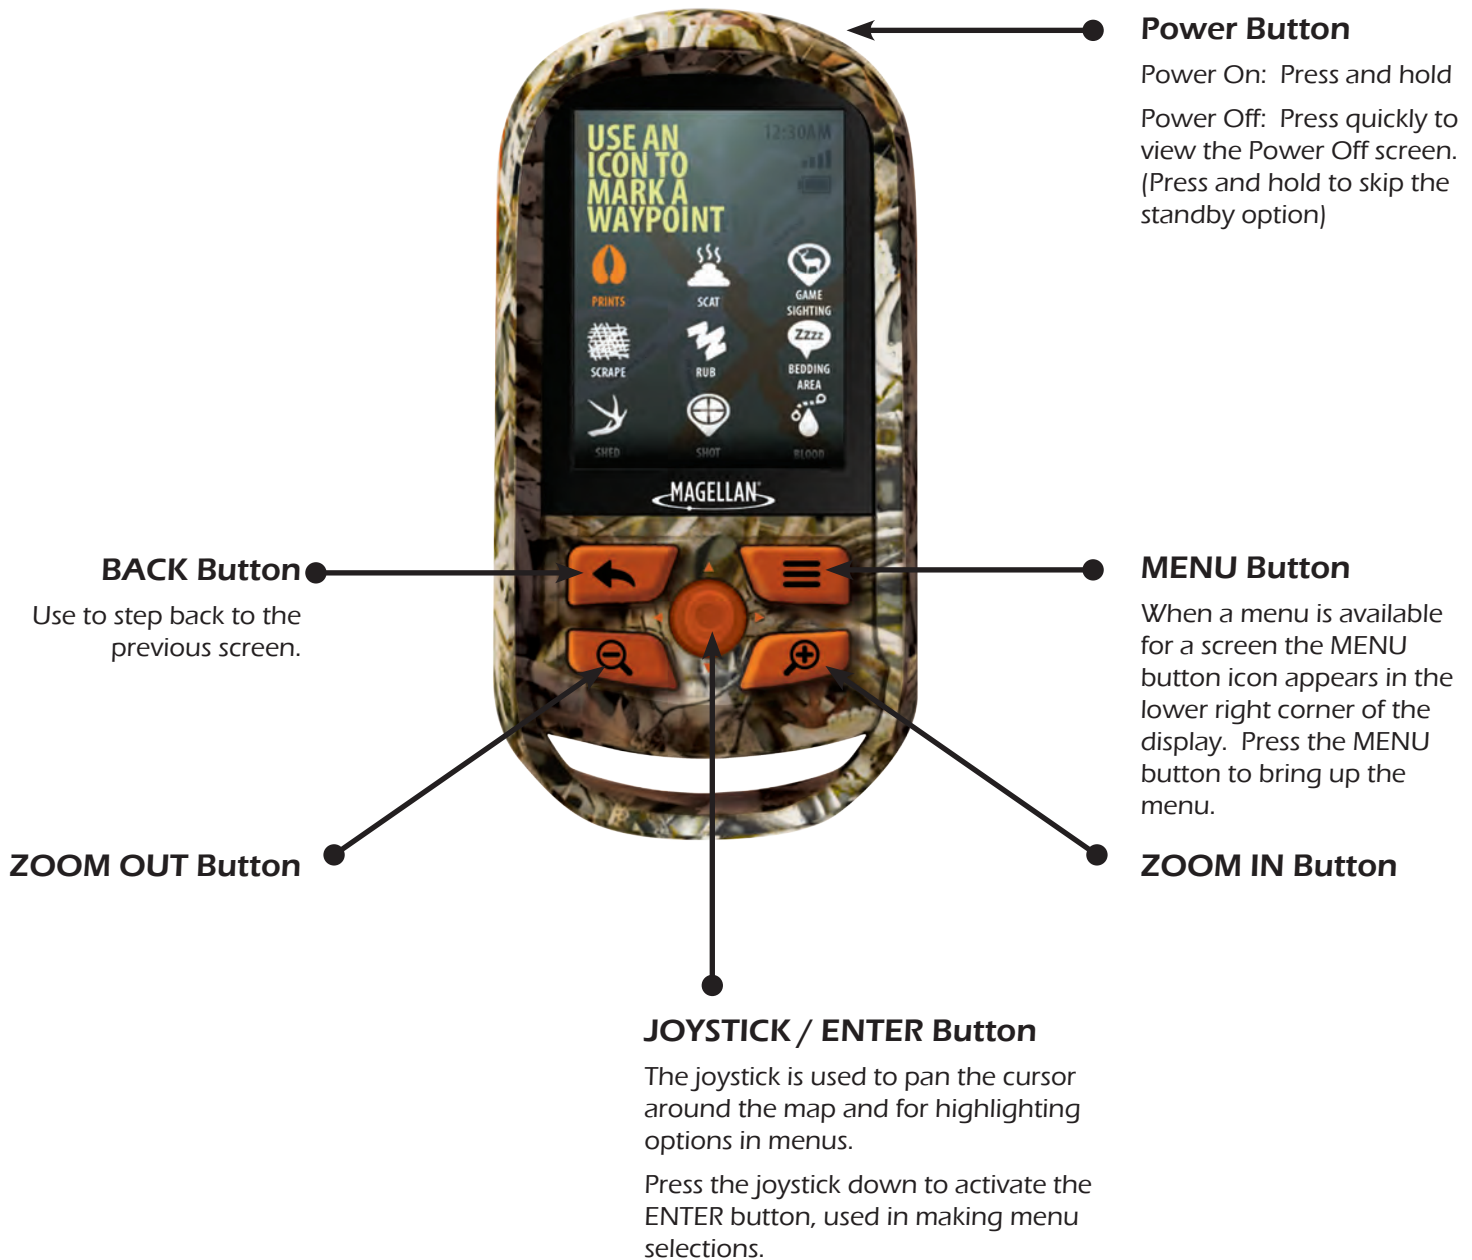 Power Button
Power On: Press and hold
Power Off: Press quickly to
view the Power Off screen.
(Press and hold to skip the
standby option)
USE AN
ICON TO
MARK A
WAYPOINT
12:30AM
PRINTS
SCAT
GAME
SIGHTING
SCRAPE
RUB
Zzzz
BEDDING
AREA
SHED
SHOT
BLOOD
MAGELLAN®
BACK Button
Use to step back to the
previous screen.
MENU Button
When a menu is available
for a screen the MENU
button icon appears in the
lower right corner of the
display. Press the MENU
button to bring up the
menu.
ZOOM OUT Button
ZOOM IN Button
JOYSTICK / ENTER Button
The joystick is used to pan the cursor
around the map and for highlighting
options in menus.
Press the joystick down to activate the
ENTER button, used in making menu
selections.